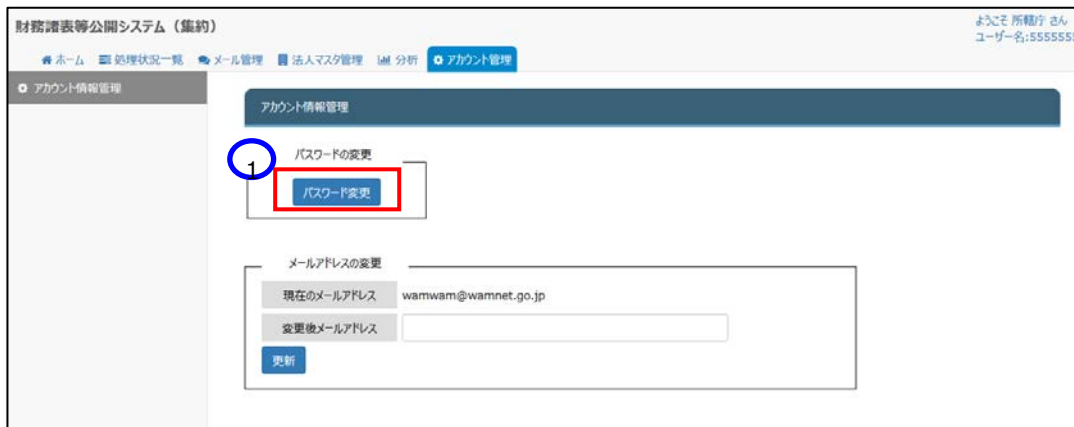 財務諸表等公開システム（集約）
ようこそ 所轄庁 さん
ユーザー名:5555555
ホーム 処理状況一覧 メール管理 法人マスタ管理 分析 アカウント管理
アカウント情報管理
アカウント情報管理
パスワードの変更
1
パスワード変更
メールアドレスの変更
現在のメールアドレス wamwam@wamnet.go.jp
変更後メールアドレス
更新